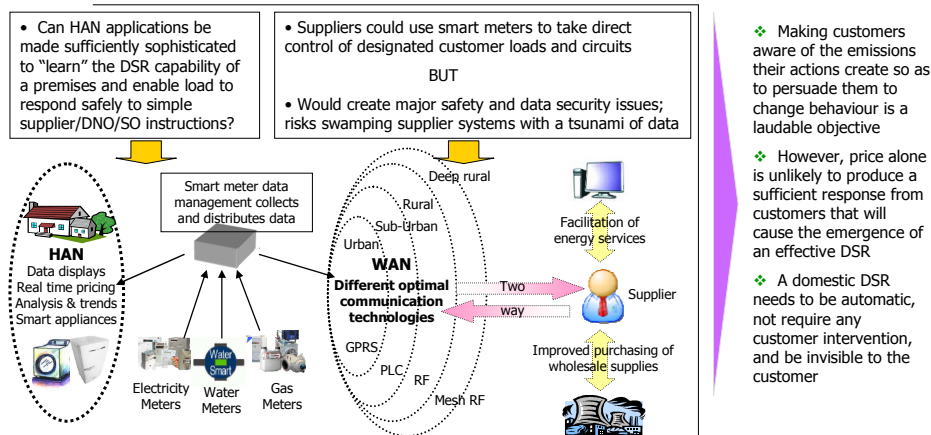 • Can HAN applications be
made sufficiently sophisticated
to “learn” the DSR capability of
a premises and enable load to
respond safely to simple
supplier/DNO/SO instructions?
• Suppliers could use smart meters to take direct
control of designated customer loads and circuits
BUT
• Would create major safety and data security issues;
risks swamping supplier systems with a tsunami of data
Smart meter data
management collects
and distributes data
HAN
Data displays
Real time pricing
Analysis & trends
Smart appliances
Electricity
Meters
Water
Smart
Water
Meters
Gas
Meters
Deep rural
Rural
Sub-Urban
Urban
WAN
Different optimal
communication
technologies
GPRS
PLC
RF
Mesh RF
Two
way
Facilitation of
energy services
Supplier
Improved purchasing of
wholesale supplies
❖ Making customers
aware of the emissions
their actions create so as
to persuade them to
change behaviour is a
laudable objective
❖ However, price alone
is unlikely to produce a
sufficient response from
customers that will
cause the emergence of
an effective DSR
❖ A domestic DSR
needs to be automatic,
not require any
customer intervention,
and be invisible to the
customer